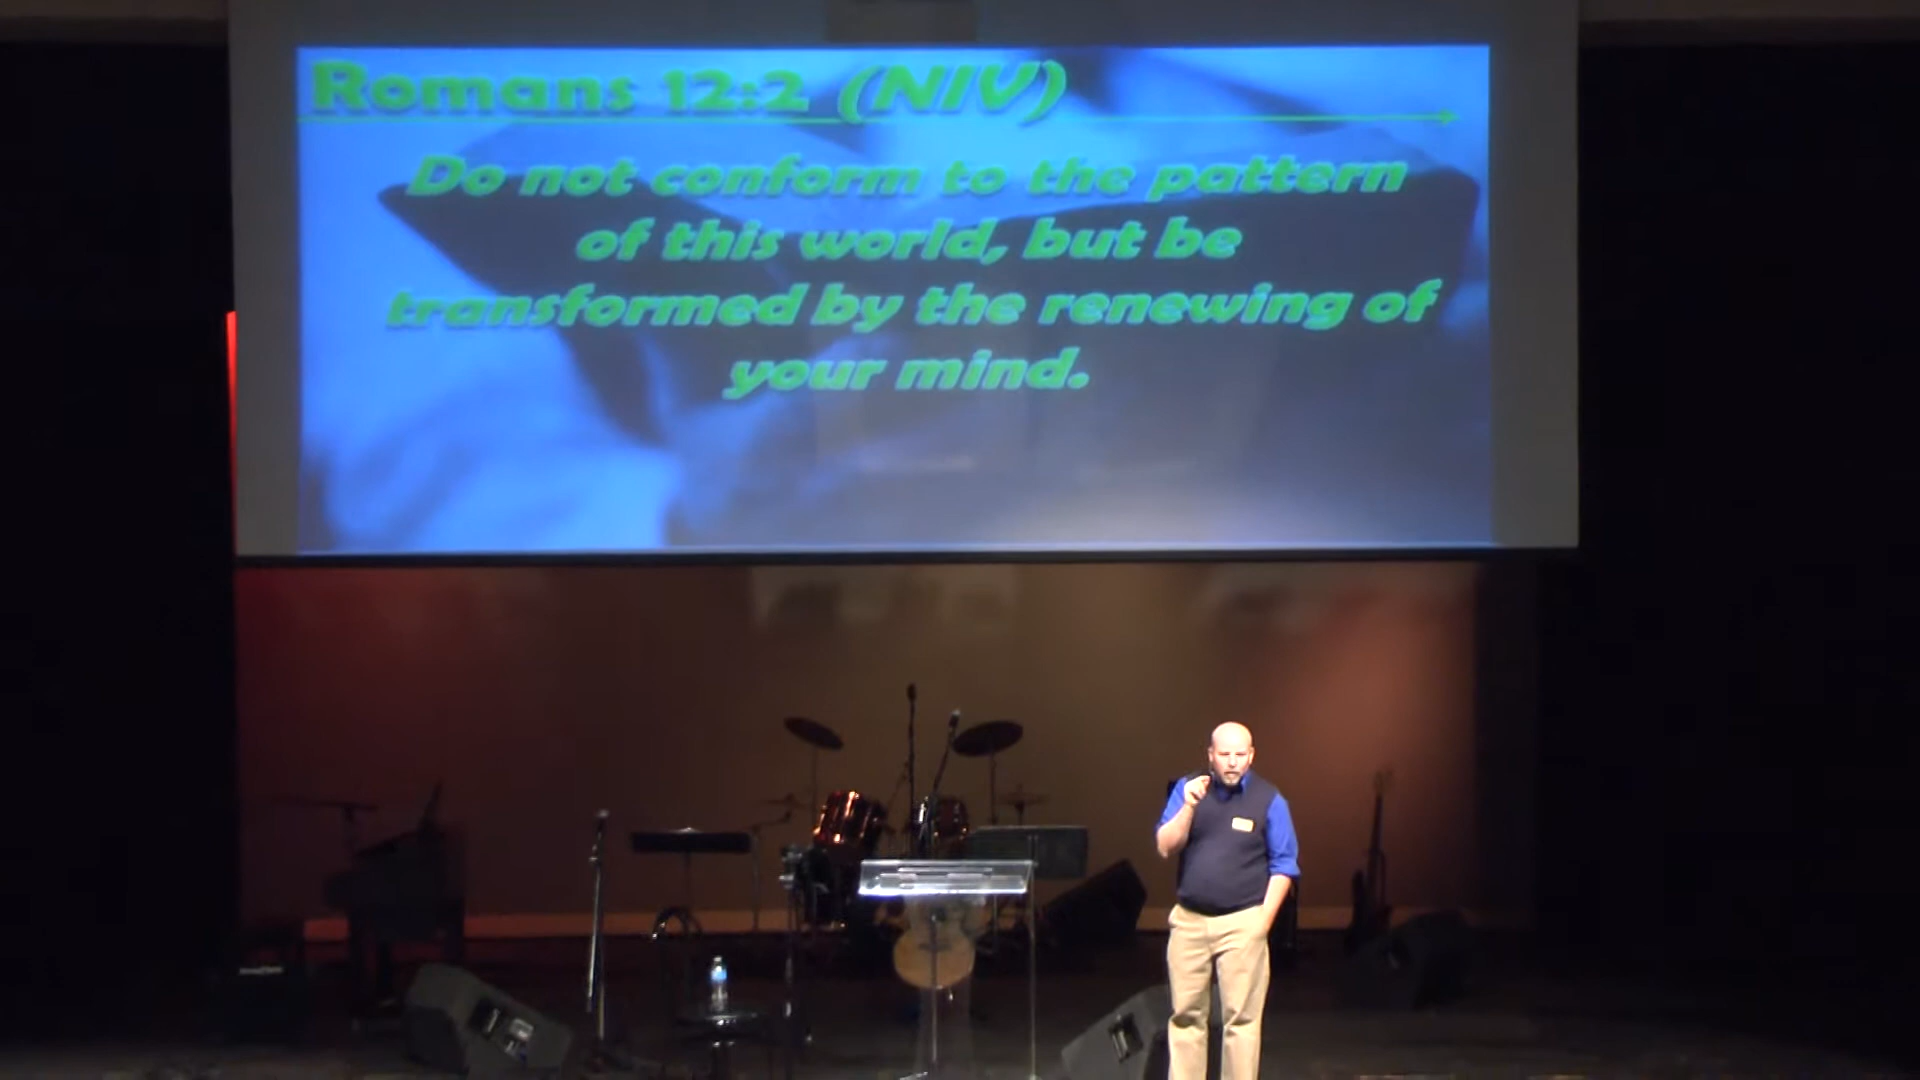 Romans 12:2 (NIV)
Do not conform to the pattern
of this world, but be
transformed by the renewing of
your mind.